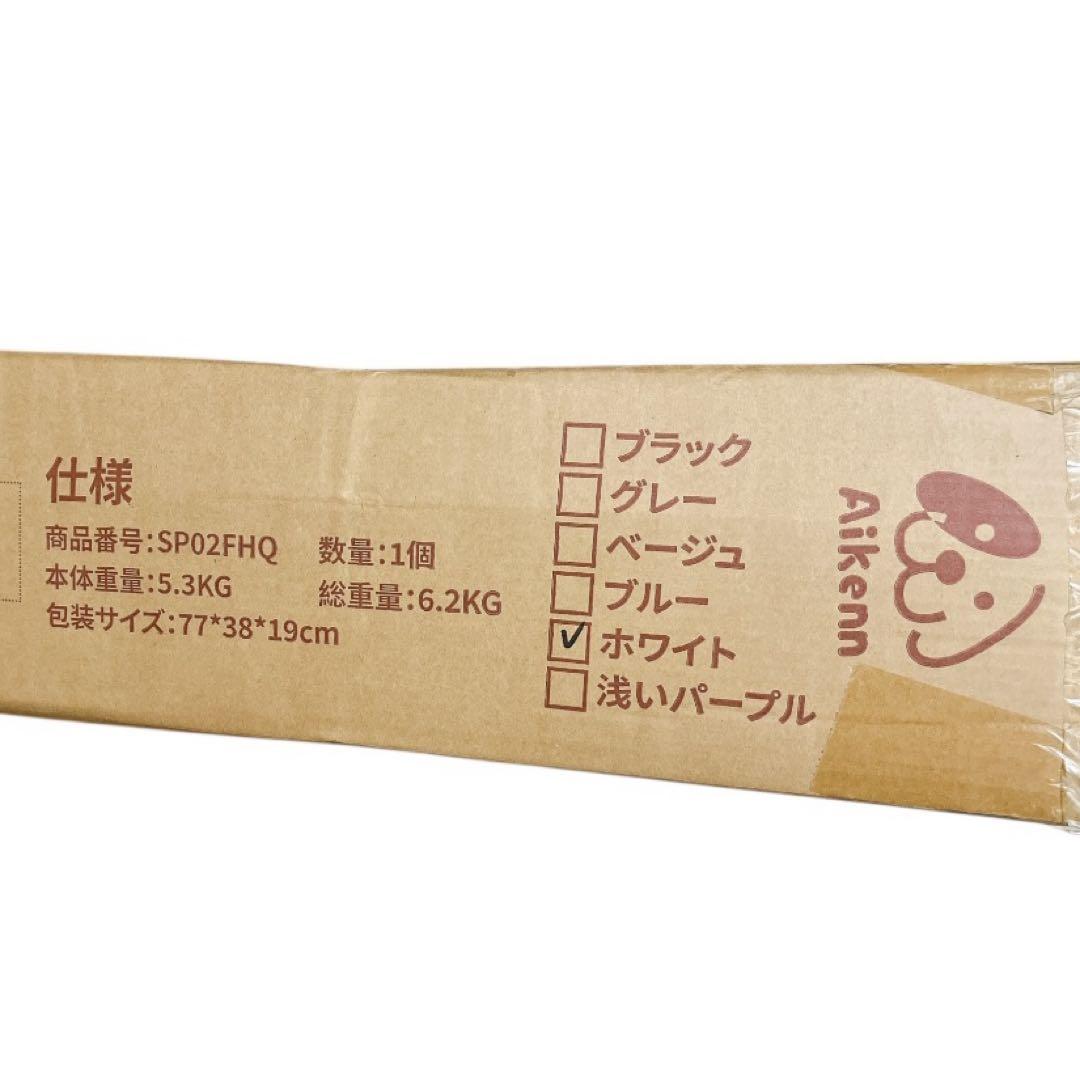 仕様
商品番号:SP02FHQ 数量:1個
本体重量:5.3KG 総重量:6.2KG
包装サイズ:77*38*19cm
ブラック
グレー
ベージュ
ブルー
ホワイト
浅いパープル
Aikenn